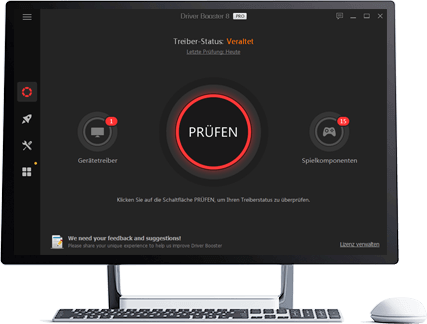 Driver Booster 8 PRO
Treiber-Status: Veraltet
Letzte Prüfung: Heute
1
15
PRÜFEN
Gerätetreiber
Spielkomponenten
Klicken Sie auf die Schaltfläche PRÜFEN, um Ihren Treiberstatus zu überprüfen.
We need your feedback and suggestions!
Please share your unique experience to help us improve Driver Booster
Lizenz verwalten